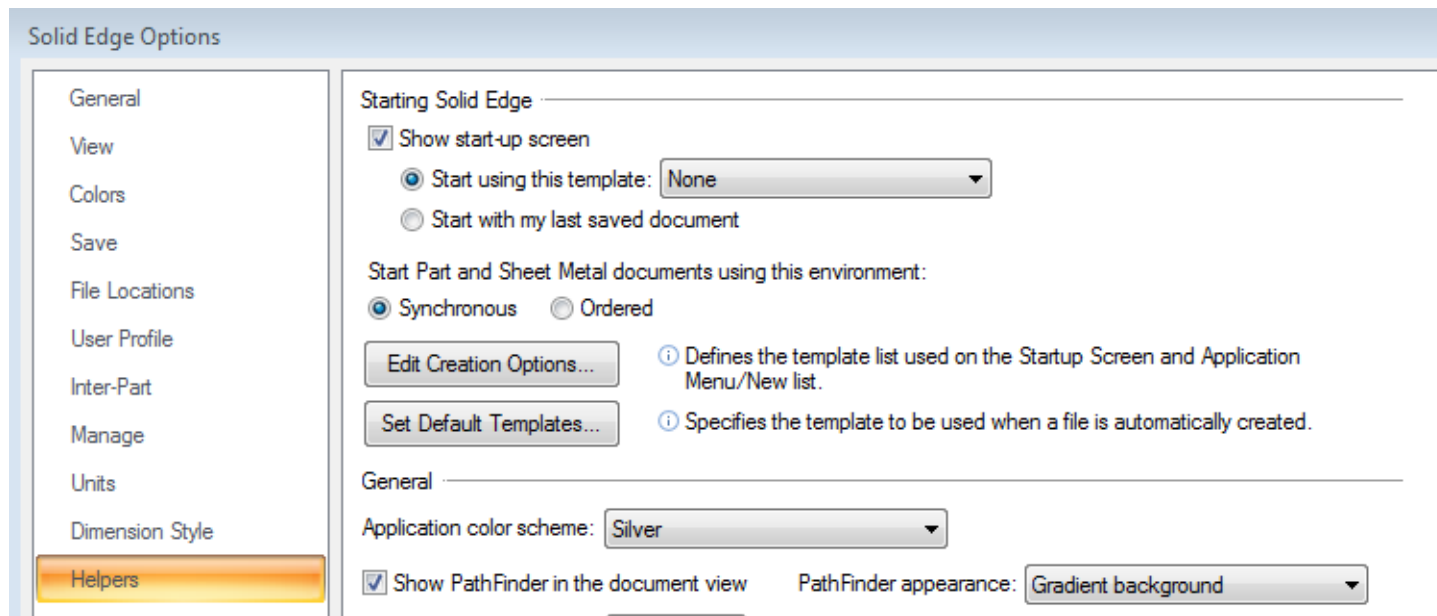 Solid Edge Options
General
View
Colors
Save
File Locations
User Profile
Inter-Part
Manage
Units
Dimension Style
Helpers
Starting Solid Edge
Show start-up screen
Start using this template: None
Start with my last saved document
Start Part and Sheet Metal documents using this environment:
Synchronous Ordered
Edit Creation Options...
Defines the template list used on the Startup Screen and Application
Menu/New list.
Set Default Templates...
Specifies the template to be used when a file is automatically created.
General
Application color scheme: Silver
Show PathFinder in the document view PathFinder appearance: Gradient background